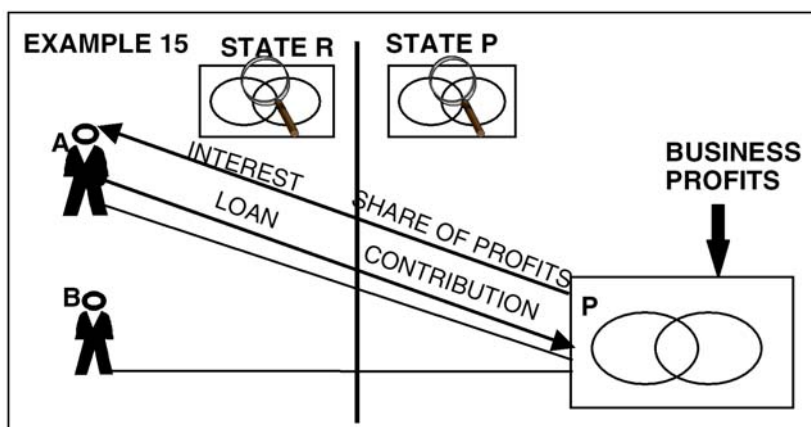 EXAMPLE 15
STATE R
STATE P
A
INTEREST
SHARE OF PROFITS
LOAN
CONTRIBUTION
BUSINESS
PROFITS
B
P